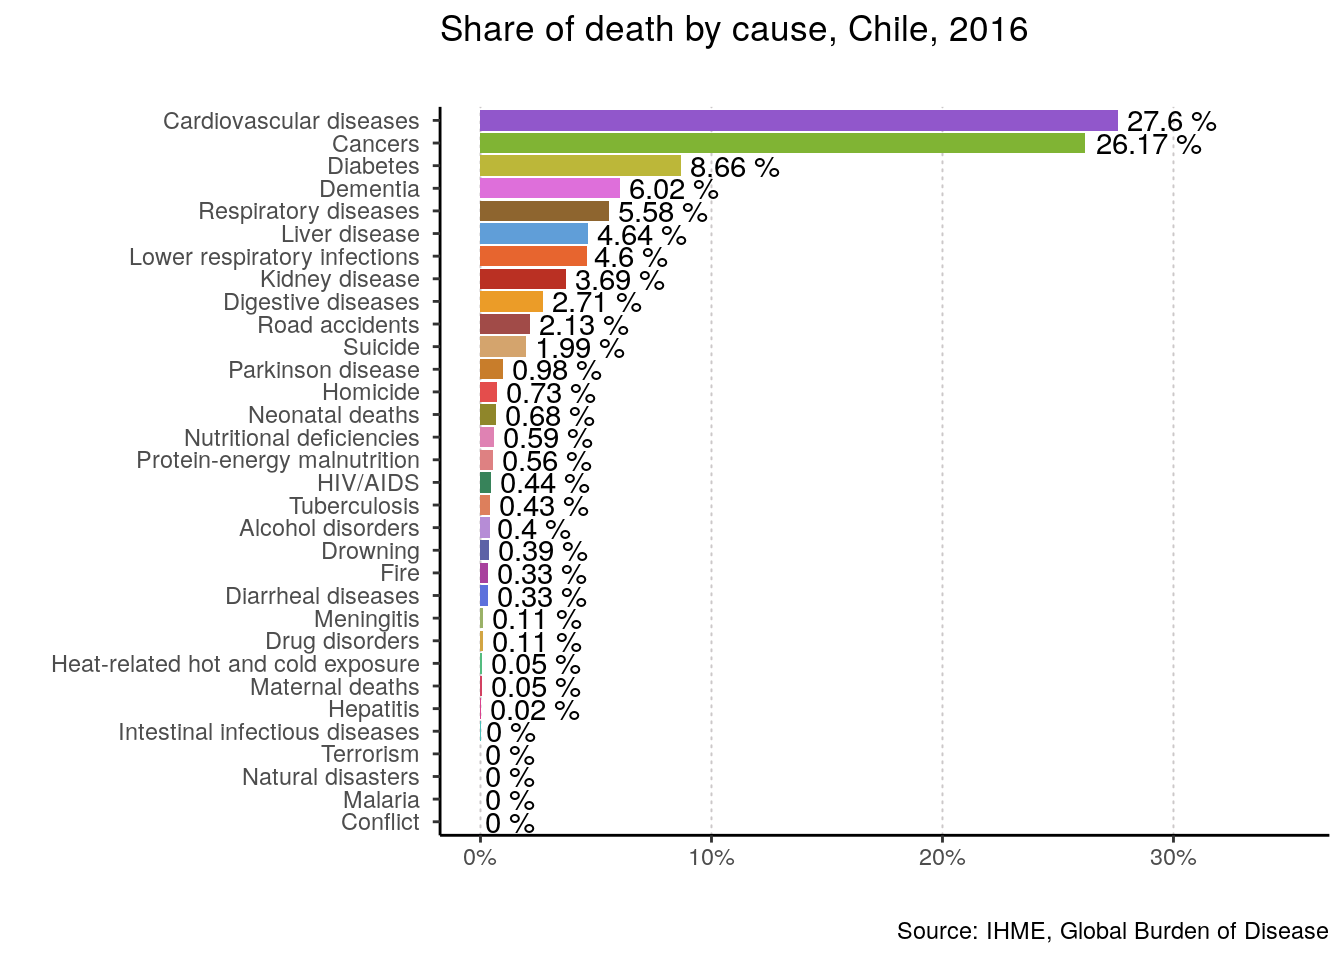 Share of death by cause, Chile, 2016
Cardiovascular diseases 27.6 %
Cancers 26.17 %
Diabetes 8.66 %
Dementia 6.02 %
Respiratory diseases 5.58 %
Liver disease 4.64 %
Lower respiratory infections 4.6 %
Kidney disease 3.69 %
Digestive diseases 2.71 %
Road accidents 2.13 %
Suicide 1.99 %
Parkinson disease 0.98 %
Homicide 0.73 %
Neonatal deaths 0.68 %
Nutritional deficiencies 0.59 %
Protein-energy malnutrition 0.56 %
HIV/AIDS 0.44 %
Tuberculosis 0.43 %
Alcohol disorders 0.4 %
Drowning 0.39 %
Fire 0.33 %
Diarrheal diseases 0.33 %
Meningitis 0.11 %
Drug disorders 0.11 %
Heat-related hot and cold exposure 0.05 %
Maternal deaths 0.05 %
Hepatitis 0.02 %
Intestinal infectious diseases 0 %
Terrorism 0 %
Natural disasters 0 %
Malaria 0 %
Conflict 0 %
0% 10% 20% 30%
Source: IHME, Global Burden of Disease